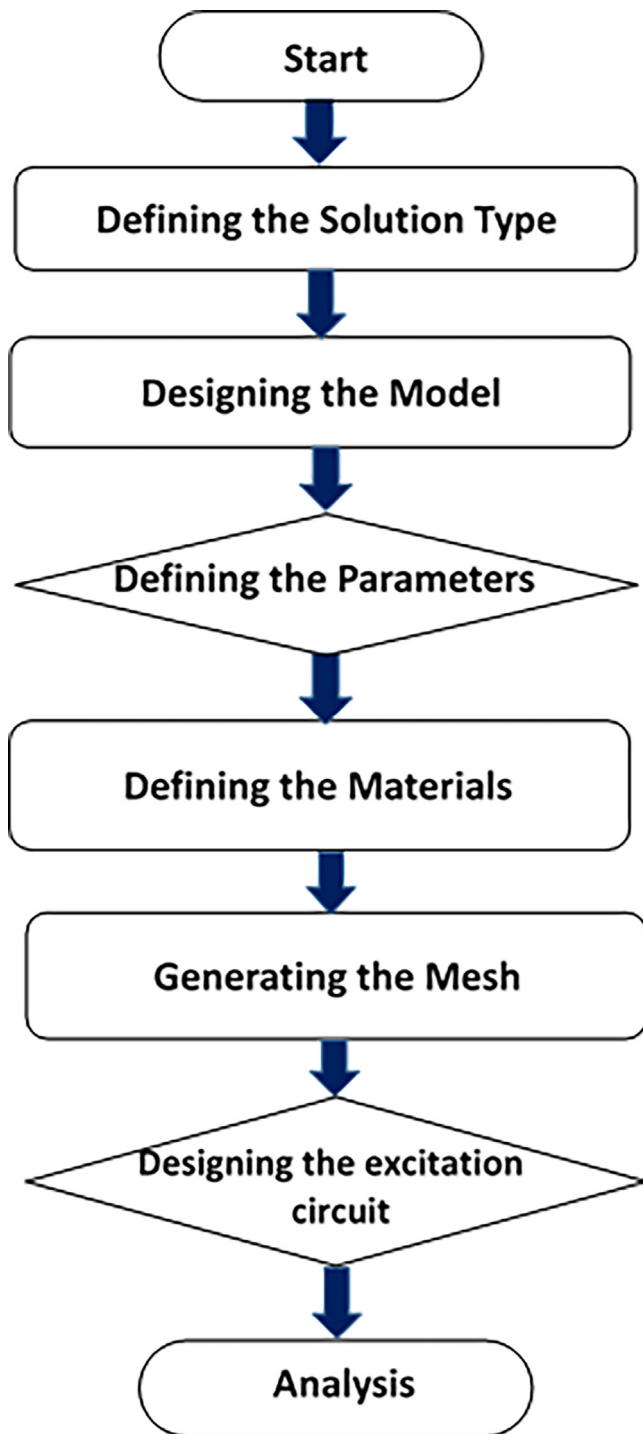 Start
Defining the Solution Type
Designing the Model
Defining the Parameters
Defining the Materials
Generating the Mesh
Designing the excitation
circuit
Analysis